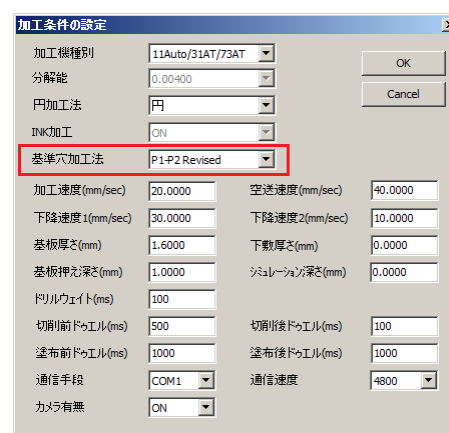 加工条件の設定
加工機種別 11Auto/31AT/73AT OK
分解能 0.00400
円加工法 円 Cancel
INK加工 ON
基準穴加工法 P1-P2 Revised
加工速度(mm/sec) 20.0000 空送速度(mm/sec) 40.0000
下降速度1(mm/sec) 30.0000 下降速度2(mm/sec) 10.0000
基板厚さ(mm) 1.6000 下敷厚さ(mm) 0.0000
基板押え深さ(mm) 1.0000 ｼﾐｭﾚｰｼｮﾝ深さ(mm) 0.0000
ﾄﾞﾘﾙｳｪｲﾄ(ms) 100
切削前ﾄﾞｩｴﾙ(ms) 500 切削後ﾄﾞｩｴﾙ(ms) 100
塗布前ﾄﾞｩｴﾙ(ms) 1000 塗布後ﾄﾞｩｴﾙ(ms) 1000
通信手段 COM1 通信速度 4800
カメラ有無 ON